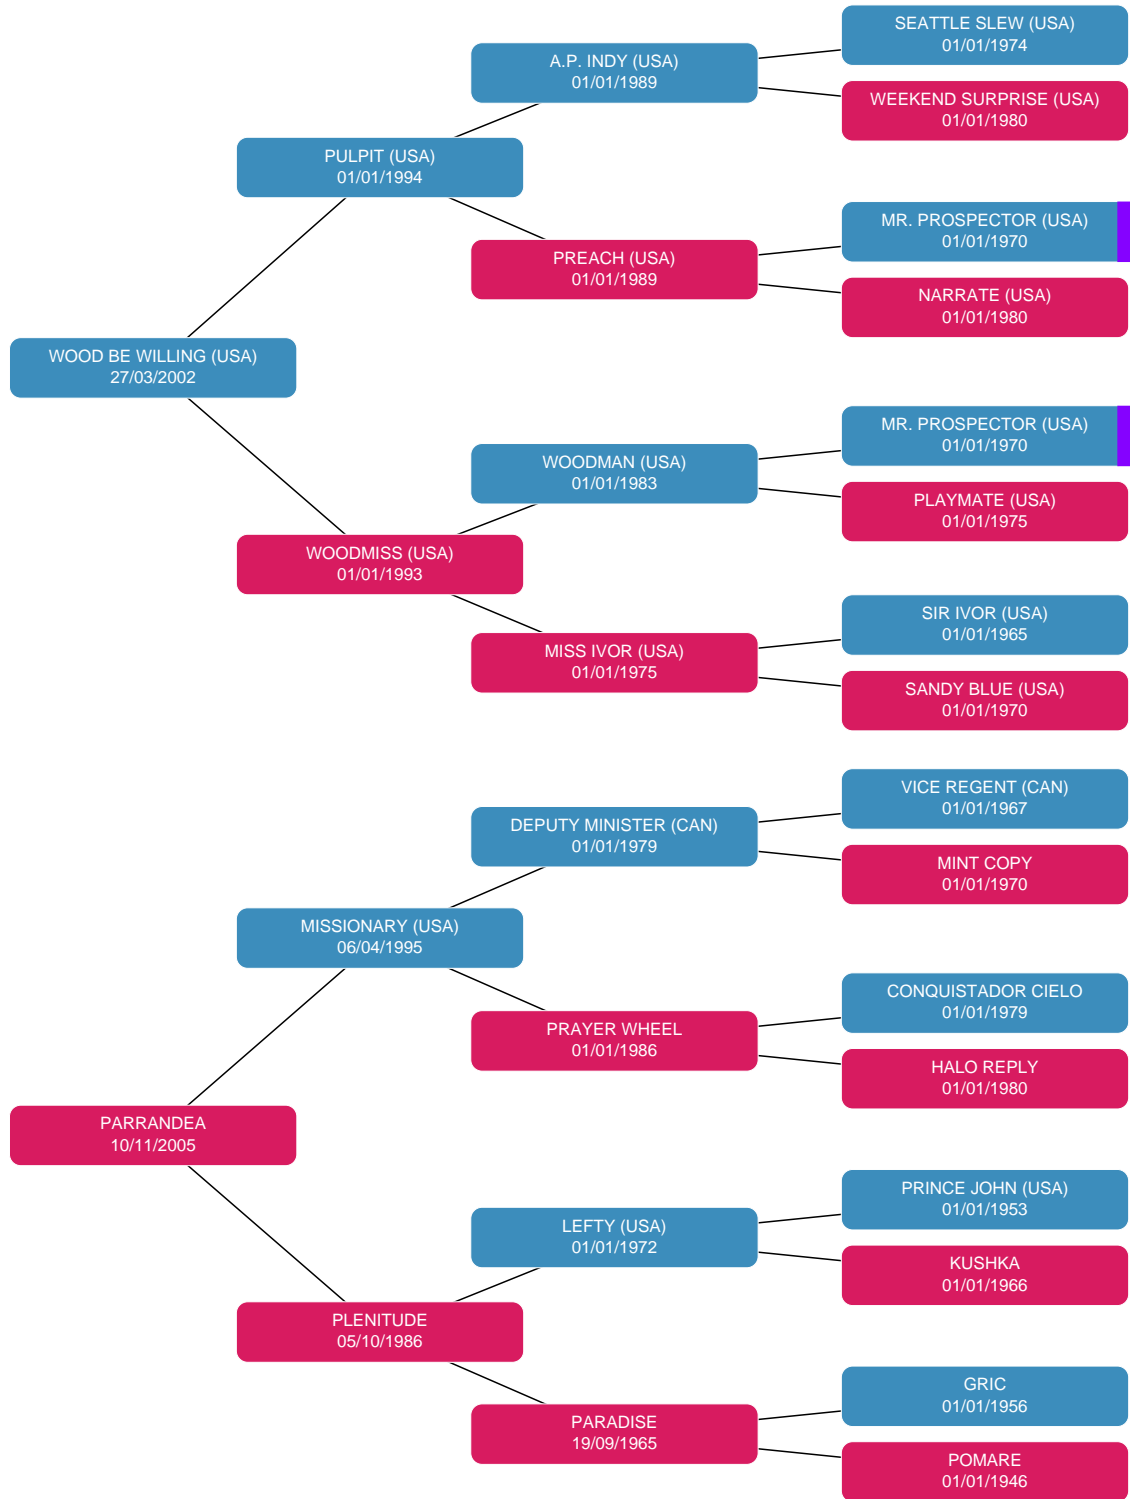 SEATTLE SLEW (USA)
01/01/1974
A.P. INDY (USA)
01/01/1989
WEEKEND SURPRISE (USA)
01/01/1980
PULPIT (USA)
01/01/1994
MR. PROSPECTOR (USA)
01/01/1970
PREACH (USA)
01/01/1989
NARRATE (USA)
01/01/1980
WOOD BE WILLING (USA)
27/03/2002
MR. PROSPECTOR (USA)
01/01/1970
WOODMAN (USA)
01/01/1983
PLAYMATE (USA)
01/01/1975
WOODMISS (USA)
01/01/1993
SIR IVOR (USA)
01/01/1965
MISS IVOR (USA)
01/01/1975
SANDY BLUE (USA)
01/01/1970
VICE REGENT (CAN)
01/01/1967
DEPUTY MINISTER (CAN)
01/01/1979
MINT COPY
01/01/1970
MISSIONARY (USA)
06/04/1995
CONQUISTADOR CIELO
01/01/1979
PRAYER WHEEL
01/01/1986
HALO REPLY
01/01/1980
PARRANDEA
10/11/2005
PRINCE JOHN (USA)
01/01/1953
LEFTY (USA)
01/01/1972
KUSHKA
01/01/1966
PLENITUDE
05/10/1986
GRIC
01/01/1956
PARADISE
19/09/1965
POMARE
01/01/1946